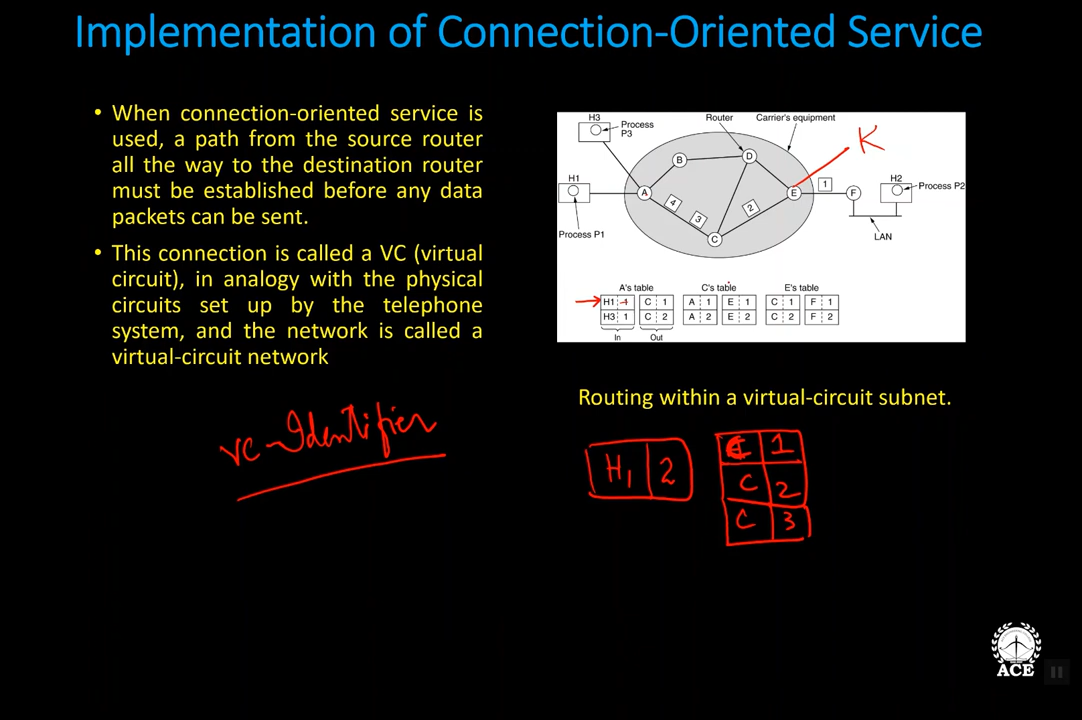 Implementation of Connection-Oriented Service
• When connection-oriented service is
used, a path from the source router
all the way to the destination router
must be established before any data
packets can be sent.
• This connection is called a VC (virtual
circuit), in analogy with the physical
circuits set up by the telephone
system, and the network is called a
virtual-circuit network
VC-Identifier
H3
Process
P3
Router
Carrier's equipment
K
B
D
H1
A
E
1
F
H2
Process P2
4
3
2
C
Process P1
LAN
A's table
C's table
E's table
H1 1 C 1 A 1 E 1 C 1 F 1
H3 1 C 2 A 2 E 2 C 2 F 2
In Out
Routing within a virtual-circuit subnet.
H1 2
C 1
C 2
C 3
ACE